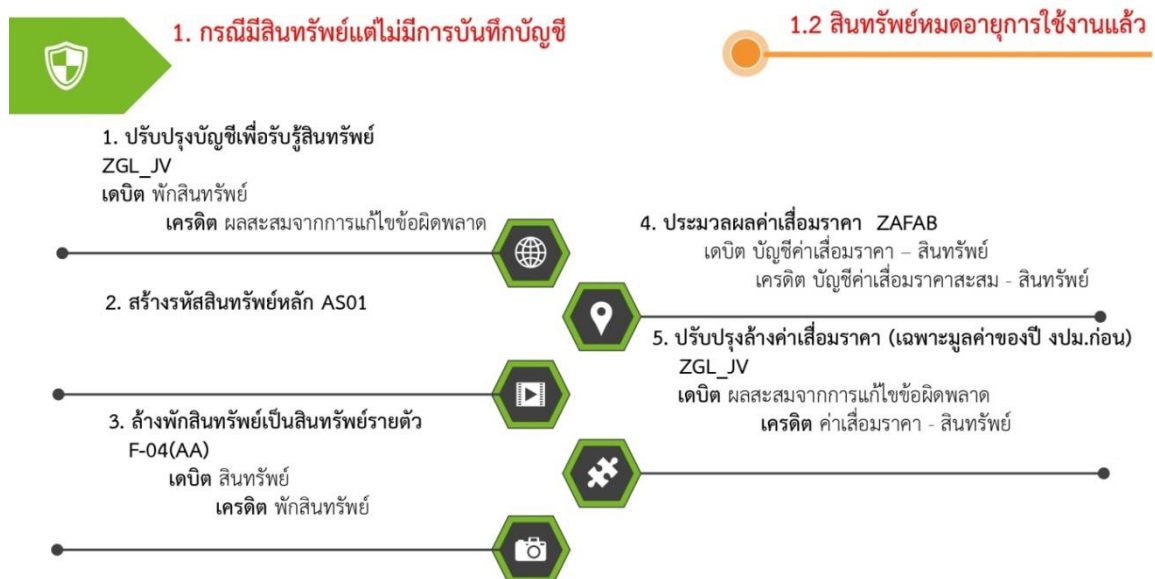 1. กรณีมีสินทรัพย์แต่ไม่มีการบันทึกบัญชี
1.2 สินทรัพย์หมดอายุการใช้งานแล้ว
1. ปรับปรุงบัญชีเพื่อรับรู้สินทรัพย์
ZGL_JV
เดบิต พักสินทรัพย์
เครดิต ผลสะสมจากการแก้ไขข้อผิดพลาด
2. สร้างรหัสสินทรัพย์หลัก AS01
3. ล้างพักสินทรัพย์เป็นสินทรัพย์รายตัว
F-04(AA)
เดบิต สินทรัพย์
เครดิต พักสินทรัพย์
4. ประมวลผลค่าเสื่อมราคา ZAFAB
เดบิต บัญชีค่าเสื่อมราคา – สินทรัพย์
เครดิต บัญชีค่าเสื่อมราคาสะสม - สินทรัพย์
5. ปรับปรุงล้างค่าเสื่อมราคา (เฉพาะมูลค่าของปี งปม.ก่อน)
ZGL_JV
เดบิต ผลสะสมจากการแก้ไขข้อผิดพลาด
เครดิต ค่าเสื่อมราคา - สินทรัพย์